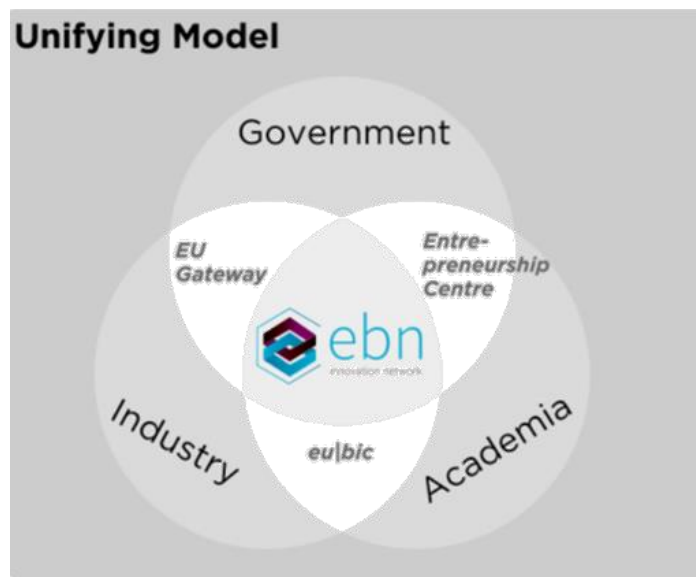 Unifying Model
Government
EU
Gateway
Entre-
preneurship
Centre
ebn
innovation network
Industry
eu|bic
Academia